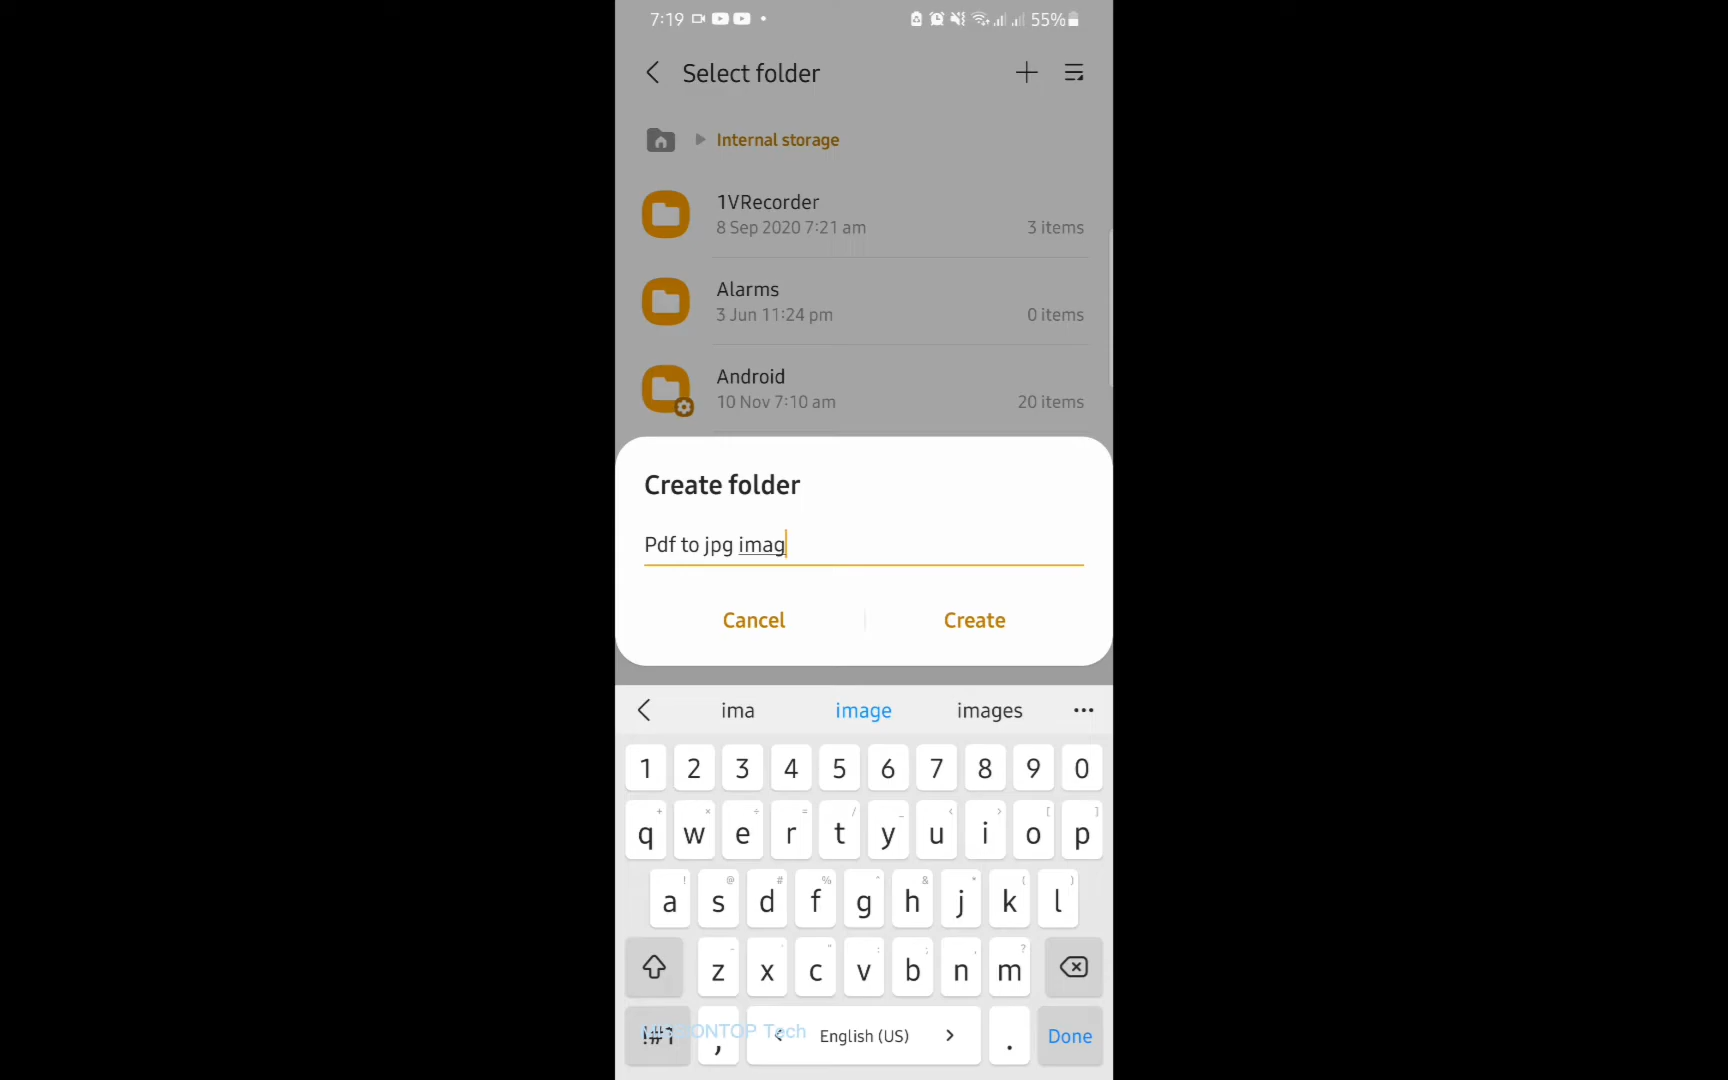 7:19
55%
Select folder
Internal storage
1VRecorder
8 Sep 2020 7:21 am
3 items
Alarms
3 Jun 11:24 pm
0 items
Android
10 Nov 7:10 am
20 items
Create folder
Pdf to jpg imag
Cancel
Create
ima image images
1 2 3 4 5 6 7 8 9 0
+ × ÷ = / _ < > [ ]
q w e r t y u i o p
! @ # % ^ & * ( )
a s d f g h j k l
- ' " : ; , ?
z x c v b n m
!#1 , English (US) . Done
Tech